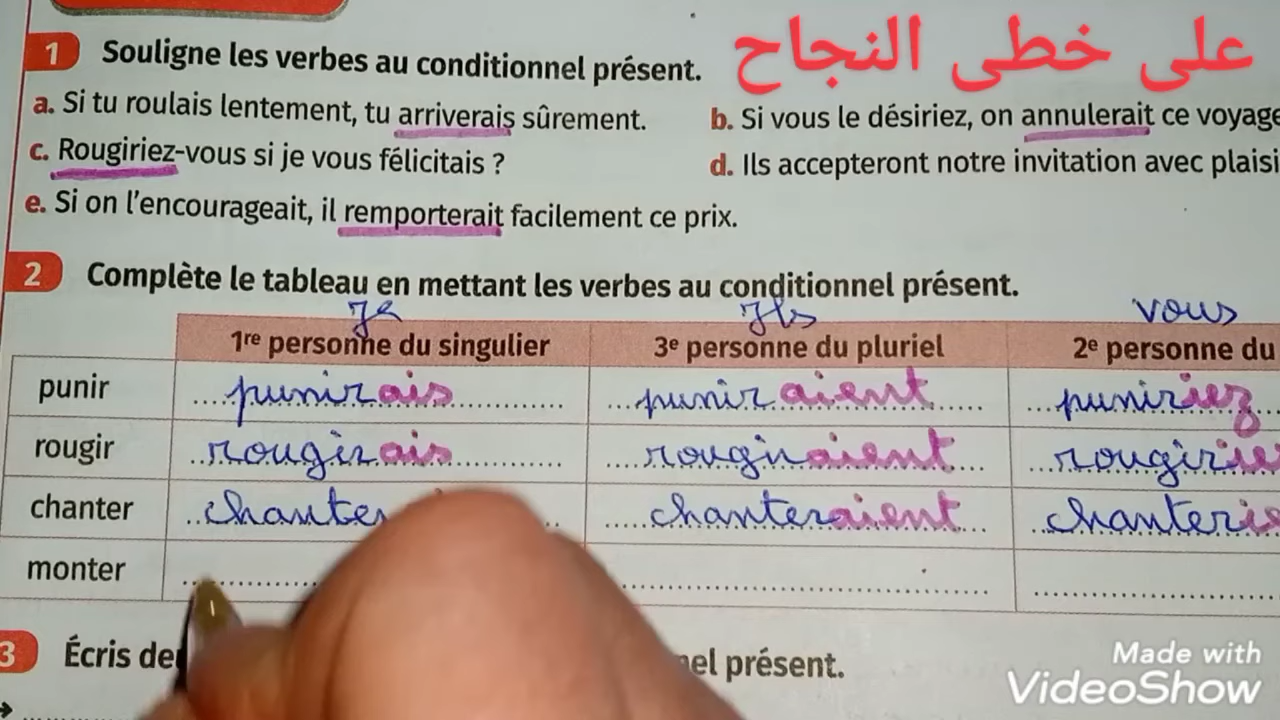 على خطى النجاح
1 Souligne les verbes au conditionnel présent.
a. Si tu roulais lentement, tu arriverais sûrement.
b. Si vous le désiriez, on annulerait ce voyage
c. Rougiriez-vous si je vous félicitais ?
d. Ils accepteront notre invitation avec plaisi
e. Si on l'encourageait, il remporterait facilement ce prix.
2 Complète le tableau en mettant les verbes au conditionnel présent.
Je Ils vous
1re personne du singulier 3e personne du pluriel 2e personne du
punir punirais puniraient puniriez
rougir rougirais rougiraient rougirie
chanter chanter chanteraient chanteri
monter
3 Écris de el présent.
Made with
VideoShow